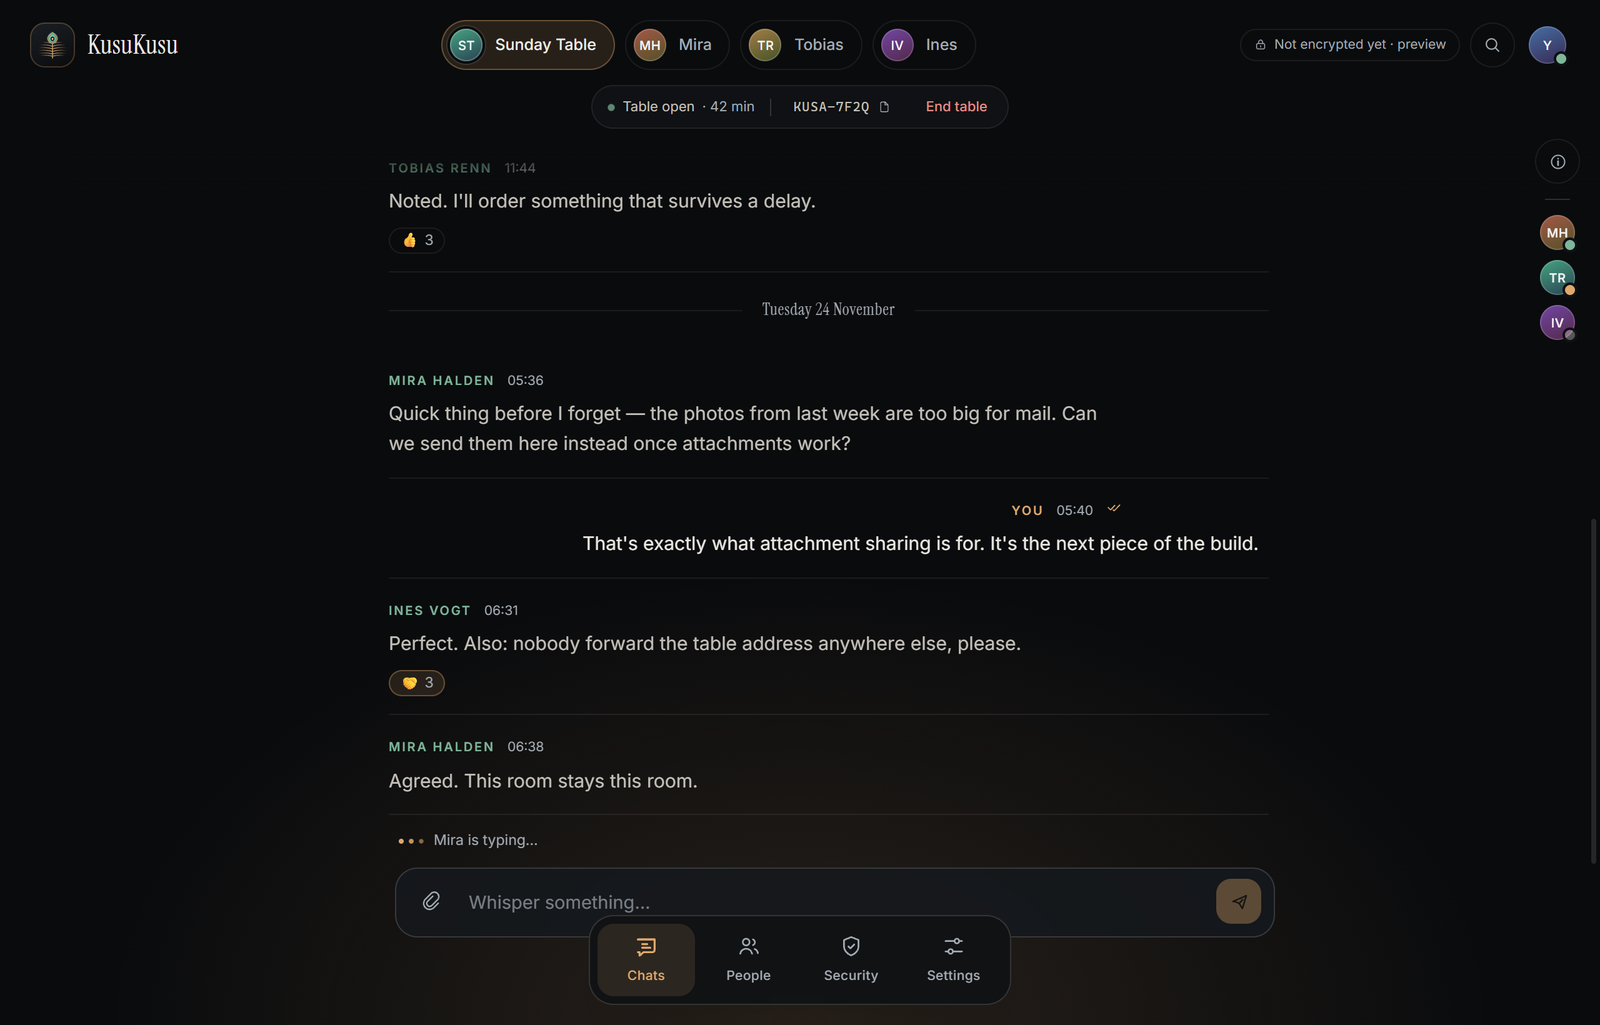 KusuKusu
ST Sunday Table
MH Mira
TR Tobias
IV Ines
Not encrypted yet · preview
Y
Table open · 42 min
KUSA-7F2Q
End table
TOBIAS RENN 11:44
Noted. I'll order something that survives a delay.
👍 3
MH
TR
IV
Tuesday 24 November
MIRA HALDEN 05:36
Quick thing before I forget — the photos from last week are too big for mail. Can
we send them here instead once attachments work?
YOU 05:40
That's exactly what attachment sharing is for. It's the next piece of the build.
INES VOGT 06:31
Perfect. Also: nobody forward the table address anywhere else, please.
3
MIRA HALDEN 06:38
Agreed. This room stays this room.
Mira is typing...
Whisper something...
Chats
People
Security
Settings